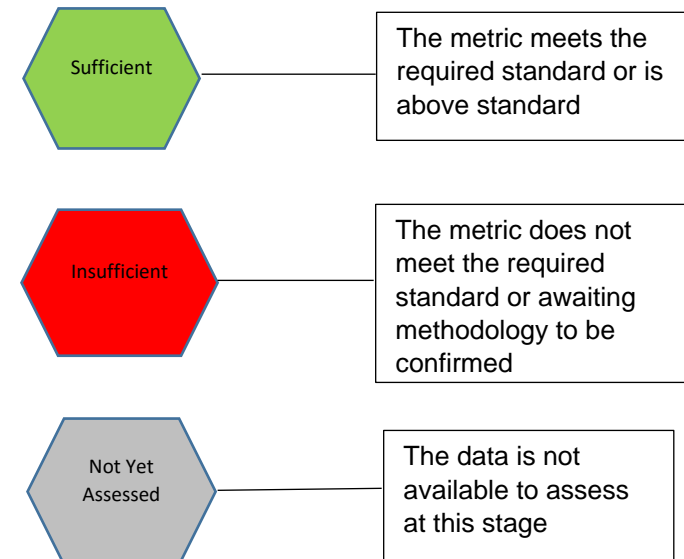 Sufficient
The metric meets the
required standard or is
above standard
Insufficient
The metric does not
meet the required
standard or awaiting
methodology to be
confirmed
Not Yet
Assessed
The data is not
available to assess
at this stage